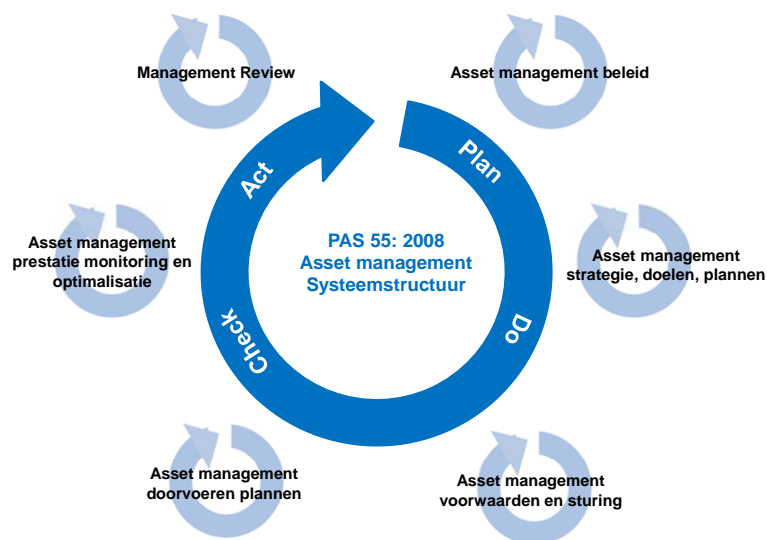 Management Review
Asset management beleid
Plan
Act
PAS 55: 2008
Asset management
Systeemstructuur
Asset management
prestatie monitoring en
optimalisatie
Asset management
strategie, doelen, plannen
Do
Check
Asset management
doorvoeren plannen
Asset management
voorwaarden en sturing